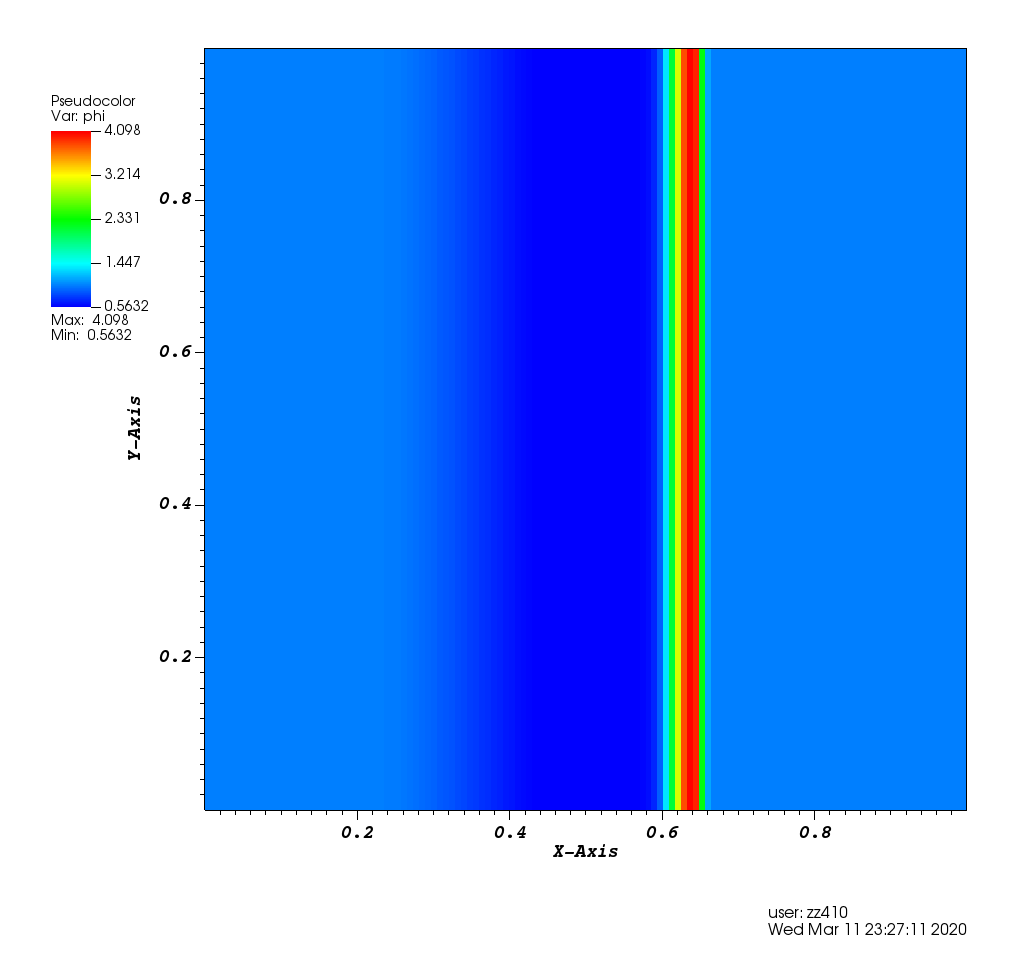 Pseudocolor
Var: phi
4.098
3.214
2.331
1.447
0.5632
Max: 4.098
Min: 0.5632
0.8
0.6
0.4
0.2
Y-Axis
0.2 0.4 0.6 0.8
X-Axis
user: zz410
Wed Mar 11 23:27:11 2020